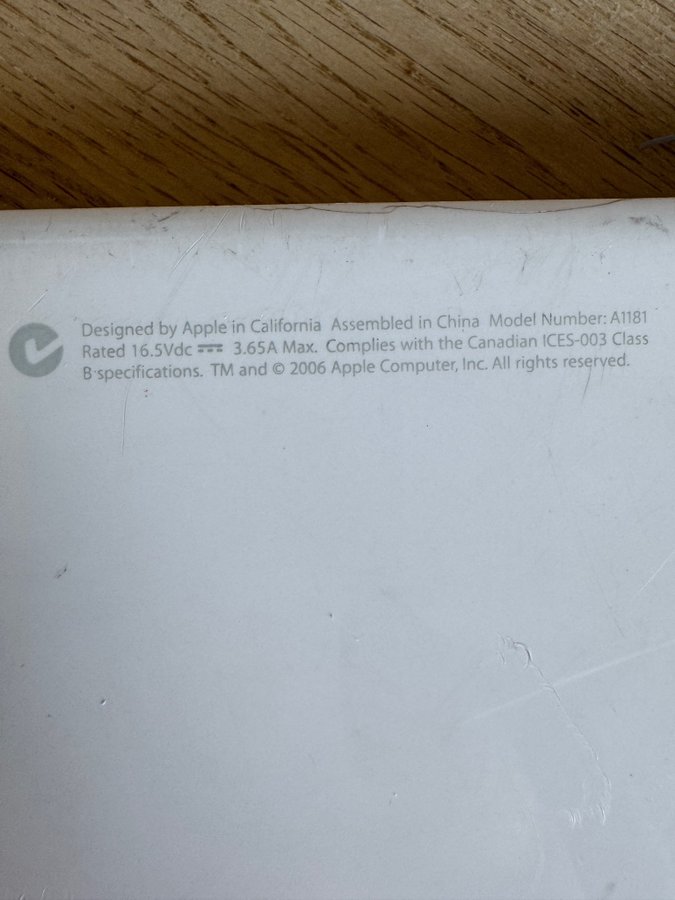 Designed by Apple in California Assembled in China Model Number: A1181
Rated 16.5Vdc ⎓ 3.65A Max. Complies with the Canadian ICES-003 Class
B specifications. TM and © 2006 Apple Computer, Inc. All rights reserved.